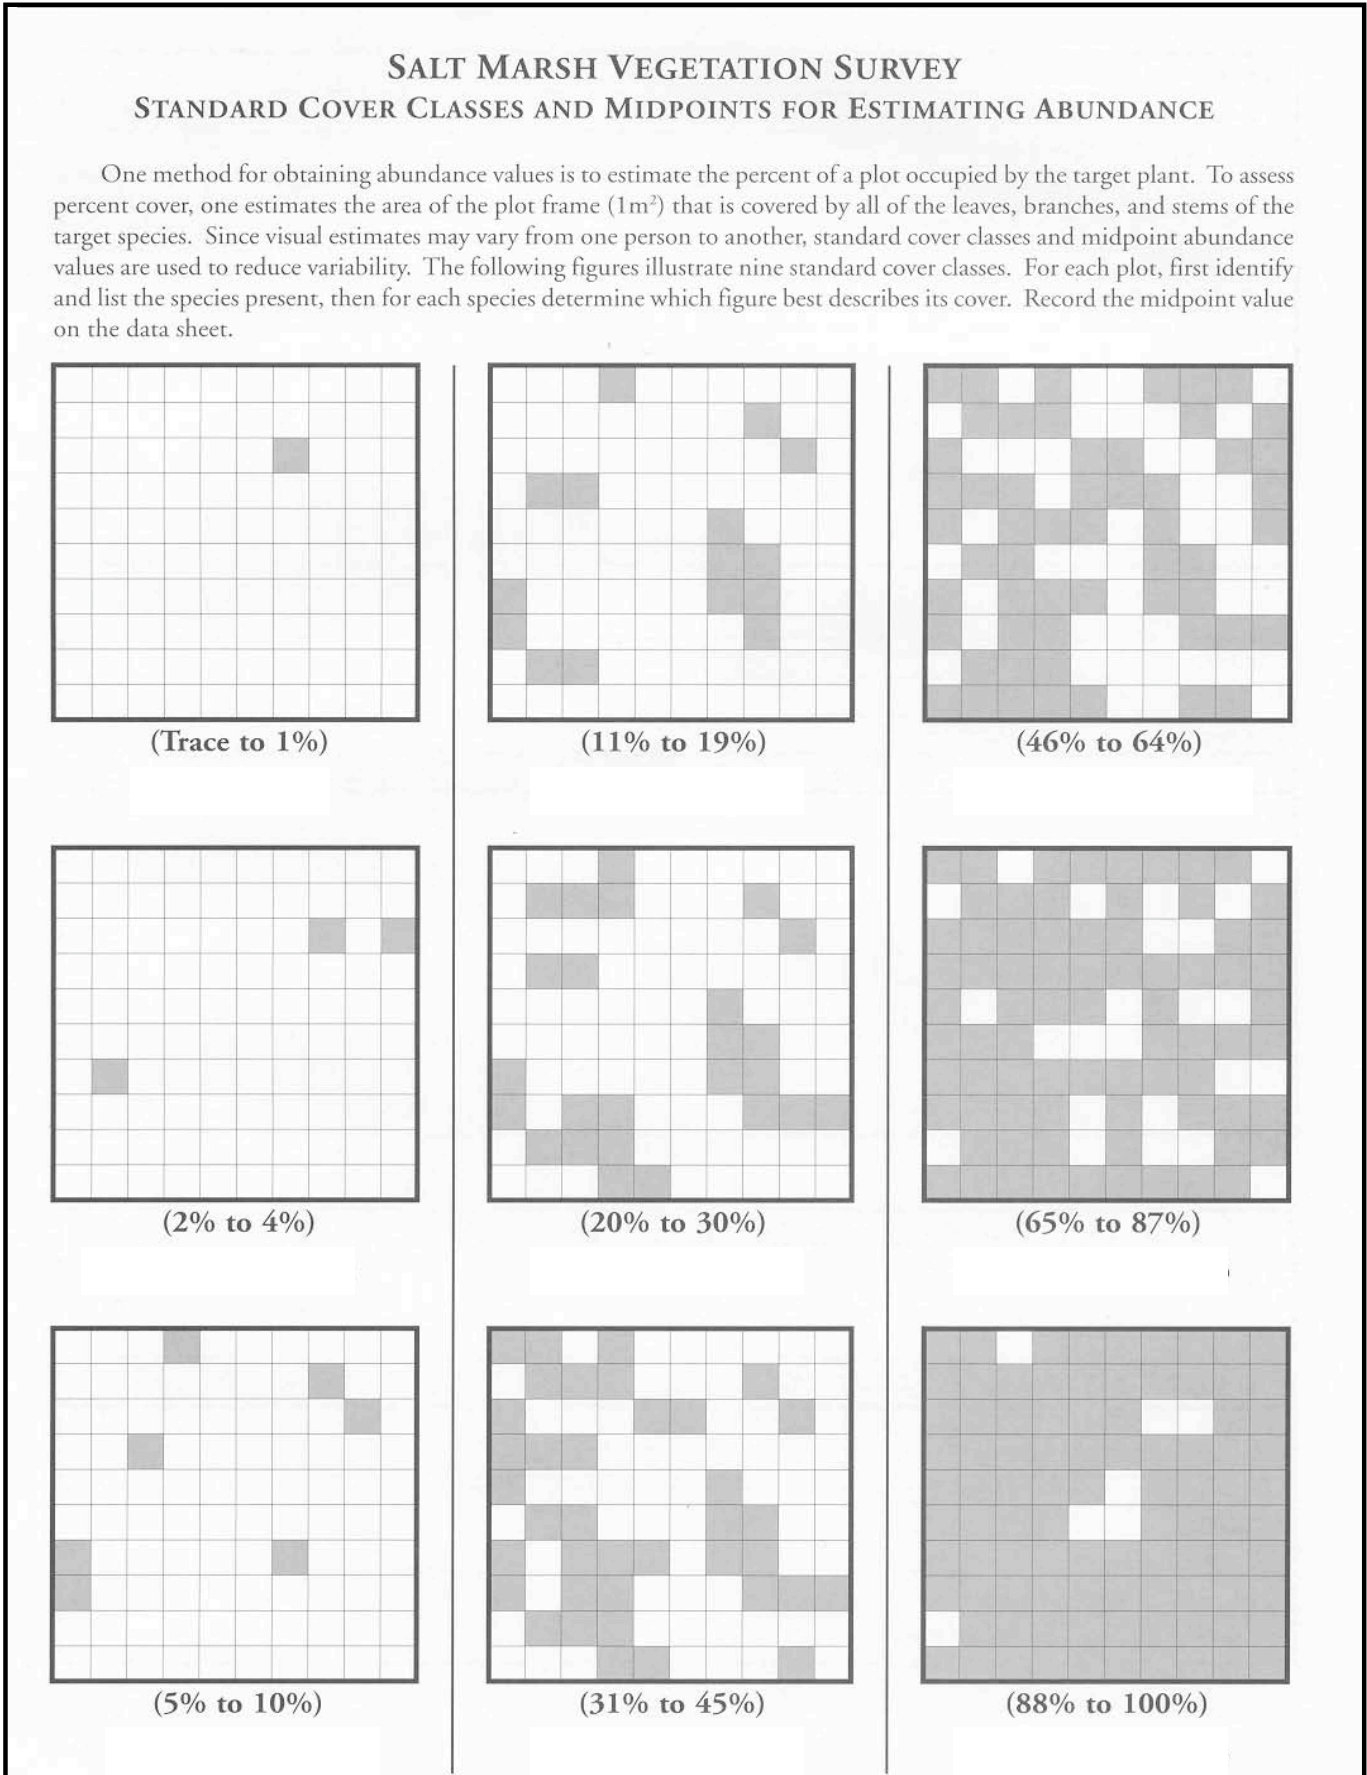 SALT MARSH VEGETATION SURVEY
STANDARD COVER CLASSES AND MIDPOINTS FOR ESTIMATING ABUNDANCE
One method for obtaining abundance values is to estimate the percent of a plot occupied by the target plant. To assess
percent cover, one estimates the area of the plot frame (1m²) that is covered by all of the leaves, branches, and stems of the
target species. Since visual estimates may vary from one person to another, standard cover classes and midpoint abundance
values are used to reduce variability. The following figures illustrate nine standard cover classes. For each plot, first identify
and list the species present, then for each species determine which figure best describes its cover. Record the midpoint value
on the data sheet.
(Trace to 1%)
(11% to 19%)
(46% to 64%)
(2% to 4%)
(20% to 30%)
(65% to 87%)
(5% to 10%)
(31% to 45%)
(88% to 100%)